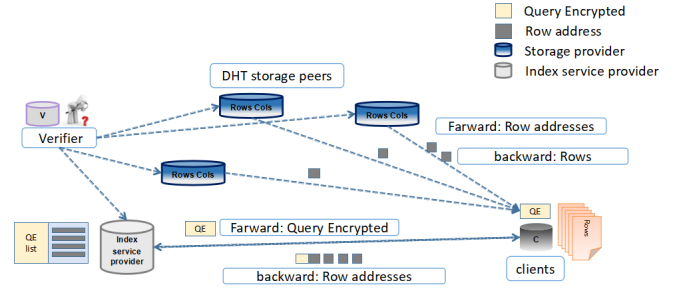 Query Encrypted
Row address
Storage provider
Index service provider
DHT storage peers
V
?
Verifier
Rows Cols
Rows Cols
Farward: Row addresses
backward: Rows
Rows Cols
QE
Rows
C
clients
QE
list
Index
service
provider
QE
Farward: Query Encrypted
backward: Row addresses